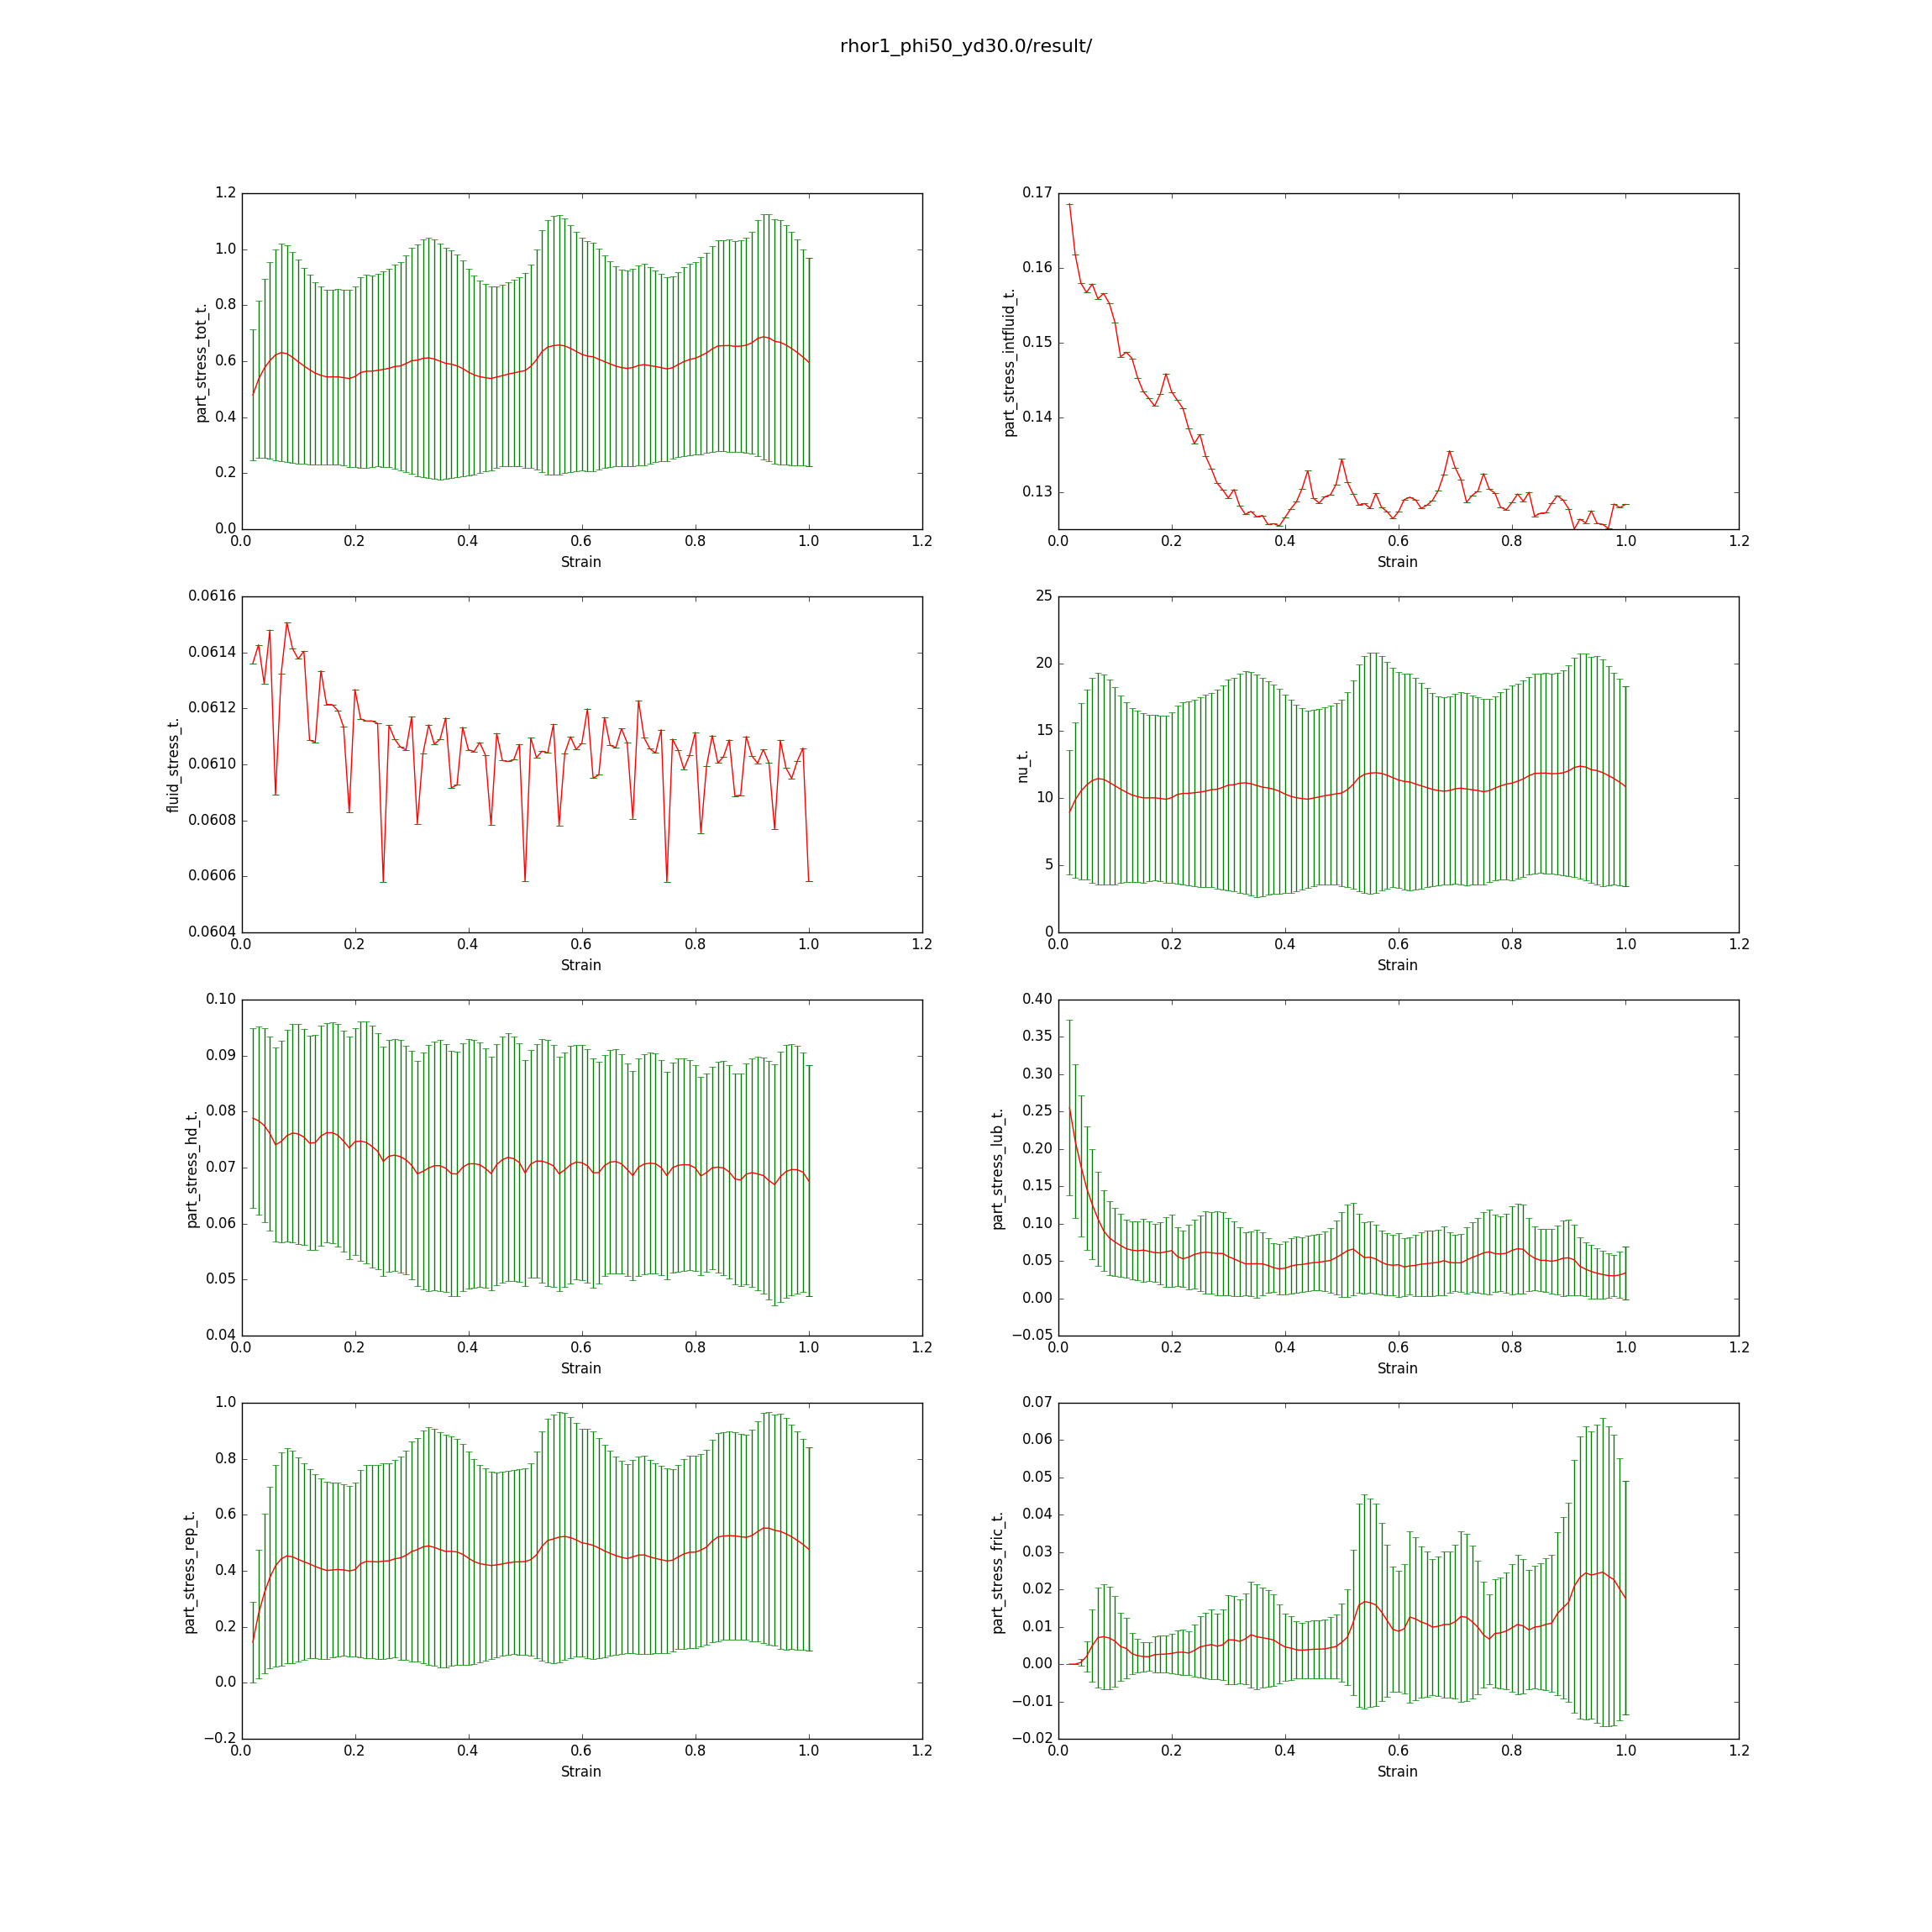 rhor1_phi50_yd30.0/result/
1.2
1.0
0.8
0.6
0.4
0.2
0.0
part_stress_tot_t.
0.0 0.2 0.4 0.6 0.8 1.0 1.2
Strain
0.17
0.16
0.15
0.14
0.13
part_stress_intfluid_t.
0.0 0.2 0.4 0.6 0.8 1.0 1.2
Strain
0.0616
0.0614
0.0612
0.0610
0.0608
0.0606
0.0604
fluid_stress_t.
0.0 0.2 0.4 0.6 0.8 1.0 1.2
Strain
25
20
15
10
5
0
nu_t.
0.0 0.2 0.4 0.6 0.8 1.0 1.2
Strain
0.10
0.09
0.08
0.07
0.06
0.05
0.04
part_stress_hd_t.
0.0 0.2 0.4 0.6 0.8 1.0 1.2
Strain
0.40
0.35
0.30
0.25
0.20
0.15
0.10
0.05
0.00
−0.05
part_stress_lub_t.
0.0 0.2 0.4 0.6 0.8 1.0 1.2
Strain
1.0
0.8
0.6
0.4
0.2
0.0
−0.2
part_stress_rep_t.
0.0 0.2 0.4 0.6 0.8 1.0 1.2
Strain
0.07
0.06
0.05
0.04
0.03
0.02
0.01
0.00
−0.01
−0.02
part_stress_fric_t.
0.0 0.2 0.4 0.6 0.8 1.0 1.2
Strain